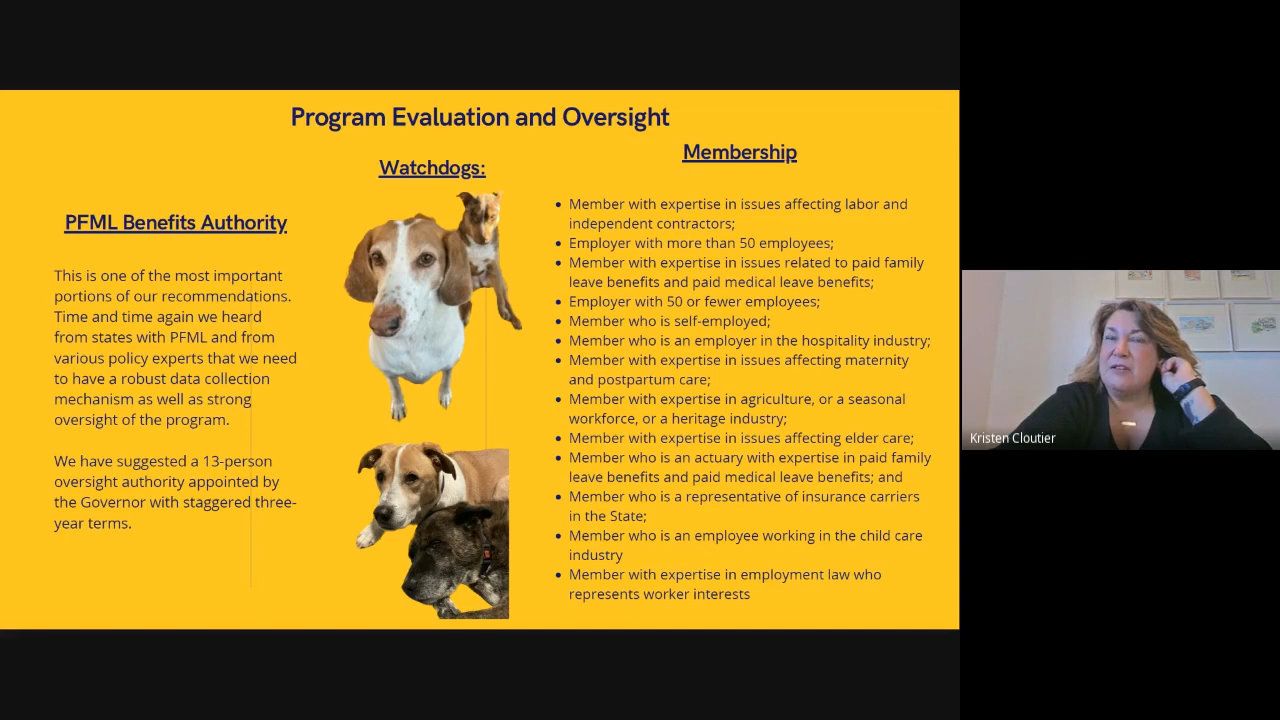 Program Evaluation and Oversight
PFML Benefits Authority
This is one of the most important
portions of our recommendations.
Time and time again we heard
from states with PFML and from
various policy experts that we need
to have a robust data collection
mechanism as well as strong
oversight of the program.
We have suggested a 13-person
oversight authority appointed by
the Governor with staggered three-
year terms.
Watchdogs:
Membership
• Member with expertise in issues affecting labor and
independent contractors;
• Employer with more than 50 employees;
• Member with expertise in issues related to paid family
leave benefits and paid medical leave benefits;
• Employer with 50 or fewer employees;
• Member who is self-employed;
• Member who is an employer in the hospitality industry;
• Member with expertise in issues affecting maternity
and postpartum care;
• Member with expertise in agriculture, or a seasonal
workforce, or a heritage industry;
• Member with expertise in issues affecting elder care;
• Member who is an actuary with expertise in paid family
leave benefits and paid medical leave benefits; and
• Member who is a representative of insurance carriers
in the State;
• Member who is an employee working in the child care
industry
• Member with expertise in employment law who
represents worker interests
Kristen Cloutier